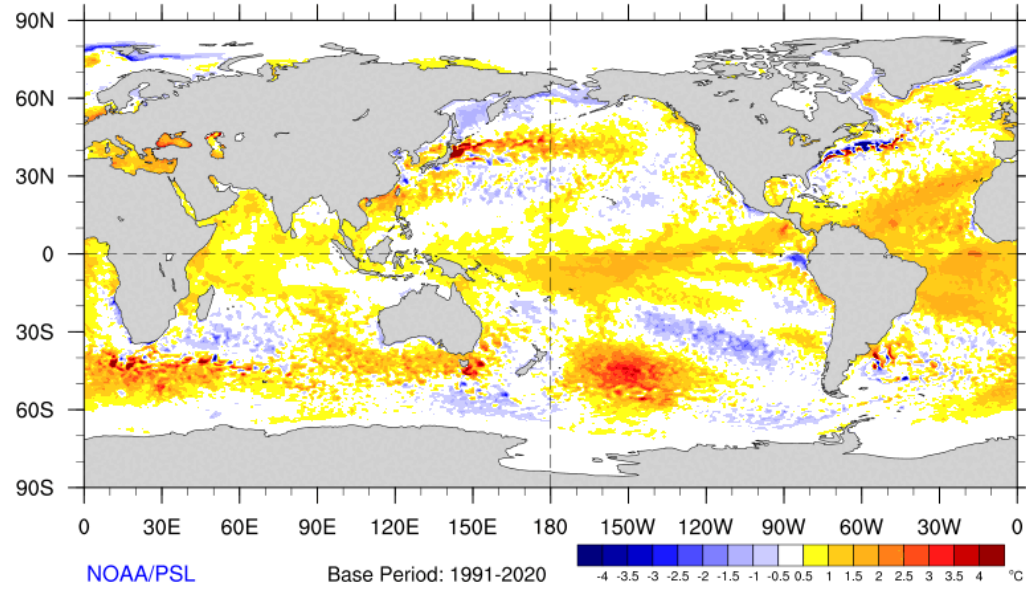 90N
60N
30N
0
30S
60S
90S
0 30E 60E 90E 120E 150E 180 150W 120W 90W 60W 30W 0
NOAA/PSL Base Period: 1991-2020
-4 -3.5 -3 -2.5 -2 -1.5 -1 -0.5 0.5 1 1.5 2 2.5 3 3.5 4 °C